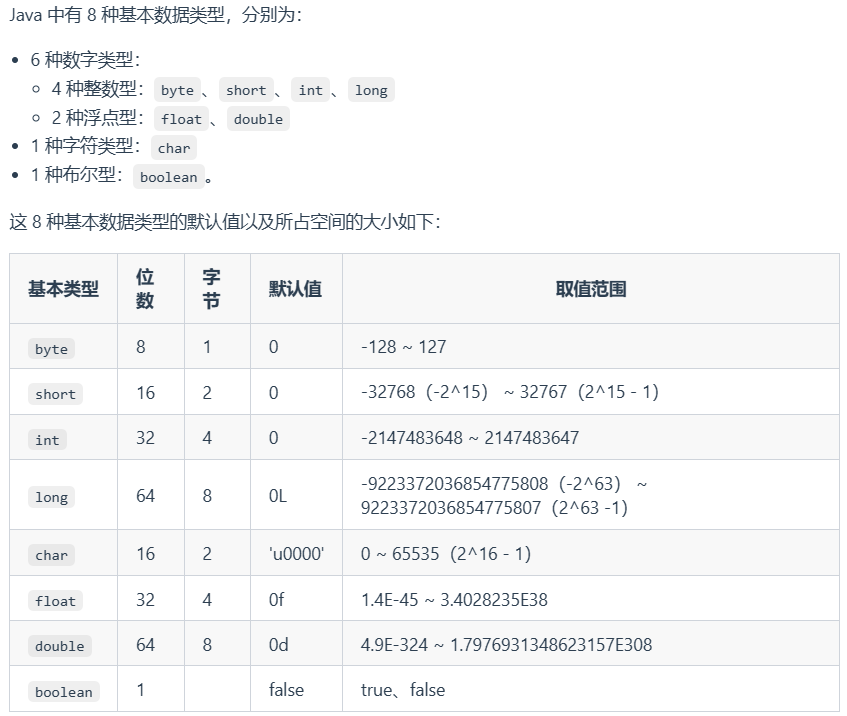 Java 中有 8 种基本数据类型，分别为：
6 种数字类型：
4 种整数型：byte、short、int、long
2 种浮点型：float、double
1 种字符类型：char
1 种布尔型：boolean。
这 8 种基本数据类型的默认值以及所占空间的大小如下：
基本类型 位数 字节 默认值 取值范围
byte 8 1 0 -128 ~ 127
short 16 2 0 -32768（-2^15） ~ 32767（2^15 - 1）
int 32 4 0 -2147483648 ~ 2147483647
long 64 8 0L -9223372036854775808（-2^63） ~
9223372036854775807（2^63 -1）
char 16 2 'u0000' 0 ~ 65535（2^16 - 1）
float 32 4 0f 1.4E-45 ~ 3.4028235E38
double 64 8 0d 4.9E-324 ~ 1.7976931348623157E308
boolean 1 false true、false